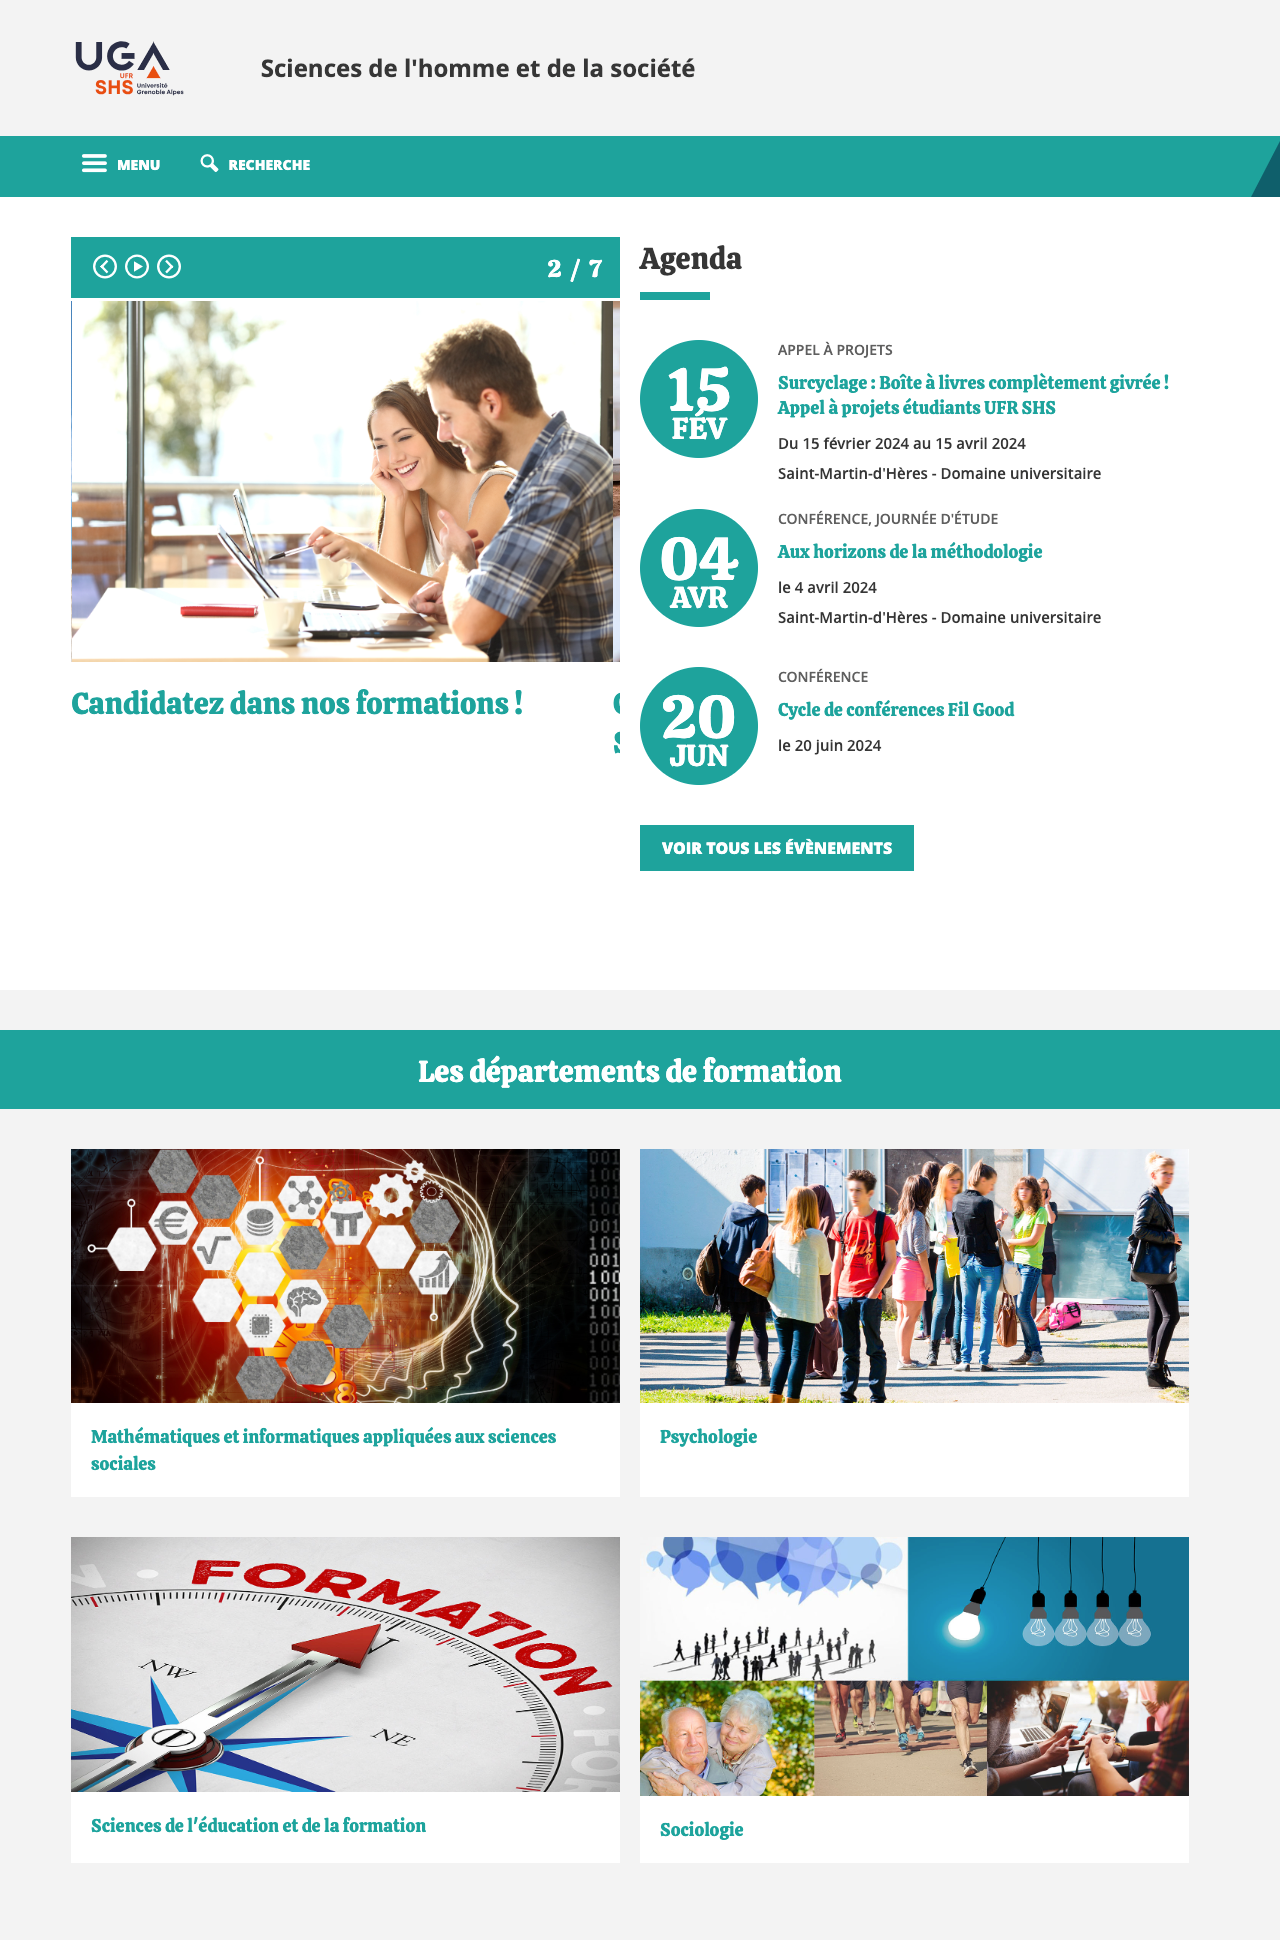 UGA
UFR
SHS Université
Grenoble Alpes
Sciences de l'homme et de la société
MENU
RECHERCHE
2 / 7
Candidatez dans nos formations !
Agenda
15
FÉV
APPEL À PROJETS
Surcyclage : Boîte à livres complètement givrée !
Appel à projets étudiants UFR SHS
Du 15 février 2024 au 15 avril 2024
Saint-Martin-d'Hères - Domaine universitaire
04
AVR
CONFÉRENCE, JOURNÉE D'ÉTUDE
Aux horizons de la méthodologie
le 4 avril 2024
Saint-Martin-d'Hères - Domaine universitaire
20
JUN
CONFÉRENCE
Cycle de conférences Fil Good
le 20 juin 2024
VOIR TOUS LES ÉVÈNEMENTS
Les départements de formation
Mathématiques et informatiques appliquées aux sciences
sociales
Psychologie
FORMATION
NW
NE
Sciences de l'éducation et de la formation
Sociologie